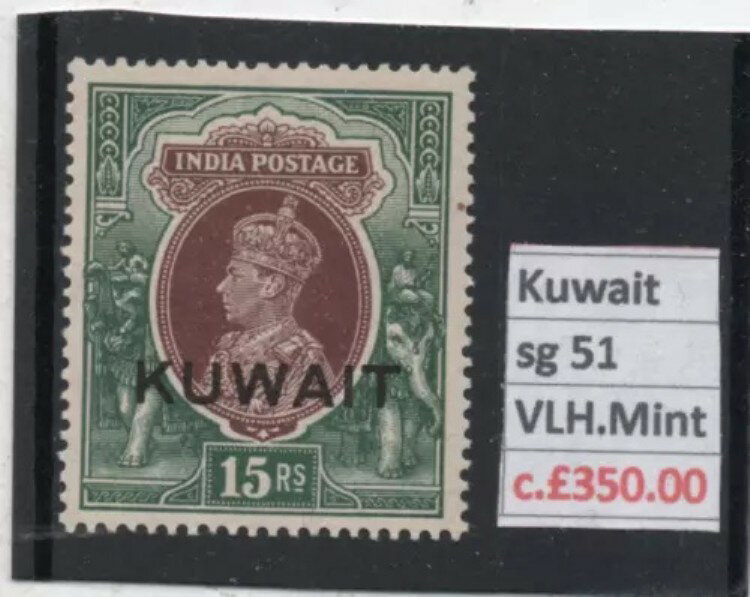 INDIA POSTAGE
KUWAIT
15 RS
Kuwait
sg 51
VLH.Mint
c.£350.00